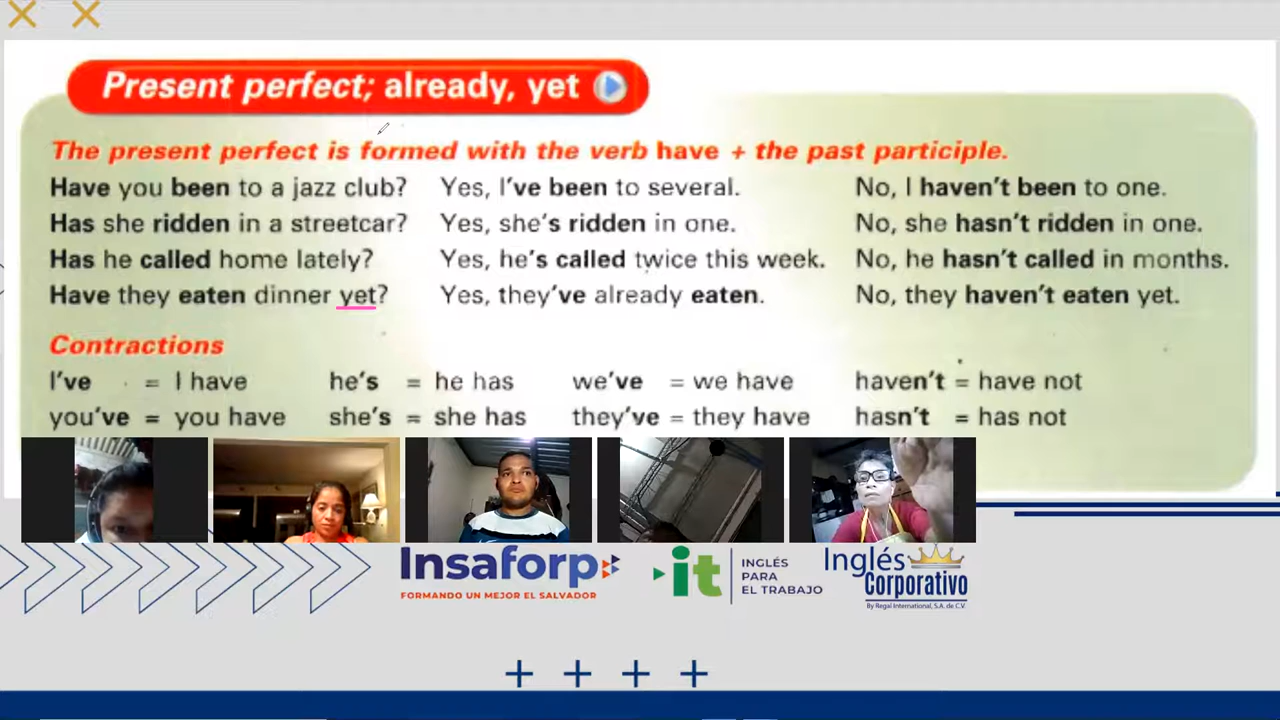 Present perfect; already, yet
The present perfect is formed with the verb have + the past participle.
Have you been to a jazz club? Yes, I've been to several. No, I haven't been to one.
Has she ridden in a streetcar? Yes, she's ridden in one. No, she hasn't ridden in one.
Has he called home lately? Yes, he's called twice this week. No, he hasn't called in months.
Have they eaten dinner yet? Yes, they've already eaten. No, they haven't eaten yet.
Contractions
I've = I have he's = he has we've = we have haven't = have not
you've = you have she's = she has they've = they have hasn't = has not
Insaforp
FORMANDO UN MEJOR EL SALVADOR
it
INGLÉS
PARA
EL TRABAJO
Inglés
Corporativo
By Regal International, S.A. de C.V.